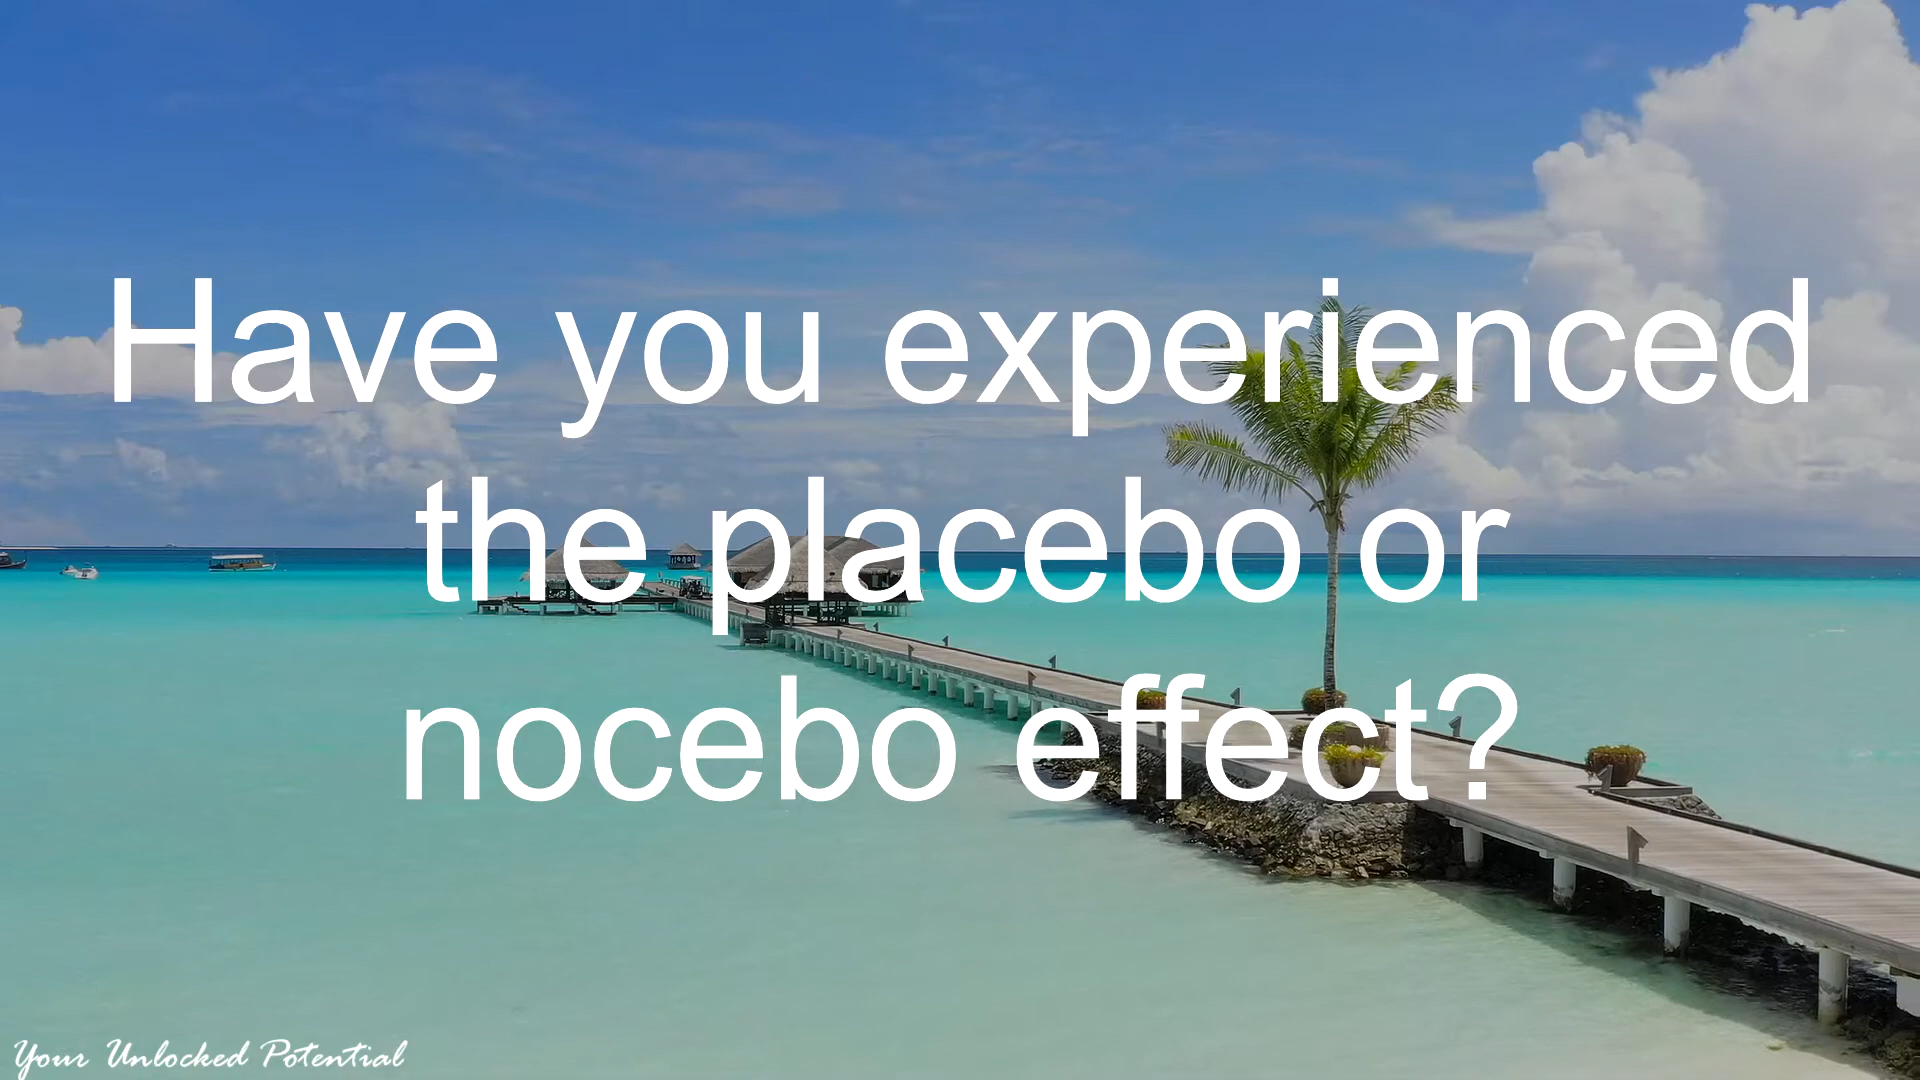 Have you experienced
the placebo or
nocebo effect?
Your Unlocked Potential